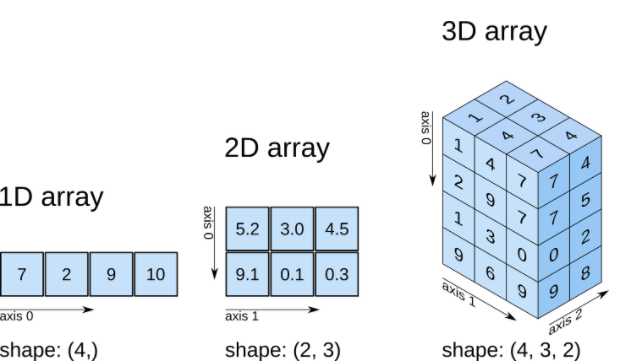 3D array
2D array
1D array
axis 0
7 2 9 10
axis 0
shape: (4,)
axis 0
5.2 3.0 4.5
9.1 0.1 0.3
axis 1
shape: (2, 3)
1 2
4 3
7 4
1 4 7
2 9 7
1 3 0
9 6 9
7 4
7 5
0 2
9 8
axis 1
axis 2
shape: (4, 3, 2)